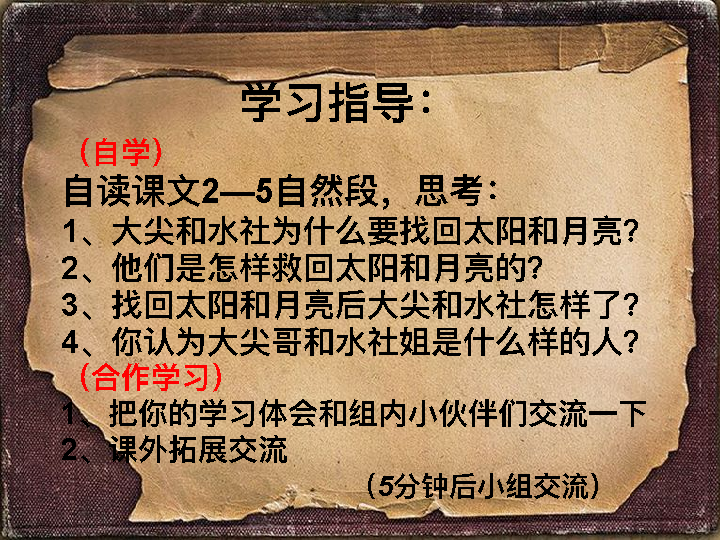 学习指导：
（自学）
自读课文2—5自然段，思考：
1、大尖和水社为什么要找回太阳和月亮？
2、他们是怎样救回太阳和月亮的？
3、找回太阳和月亮后大尖和水社怎样了？
4、你认为大尖哥和水社姐是什么样的人？
（合作学习）
1、把你的学习体会和组内小伙伴们交流一下
2、课外拓展交流
（5分钟后小组交流）